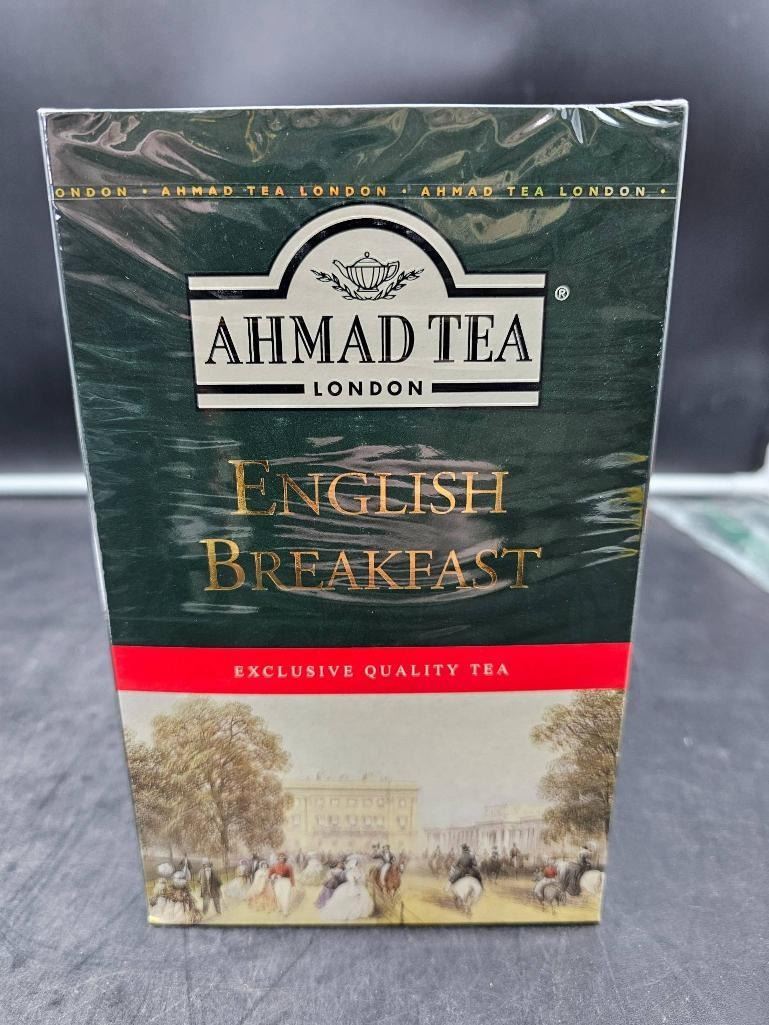 ONDON • AHMAD TEA LONDON • AHMAD TEA LONDON •
AHMAD TEA ®
LONDON
ENGLISH
BREAKFAST
EXCLUSIVE QUALITY TEA